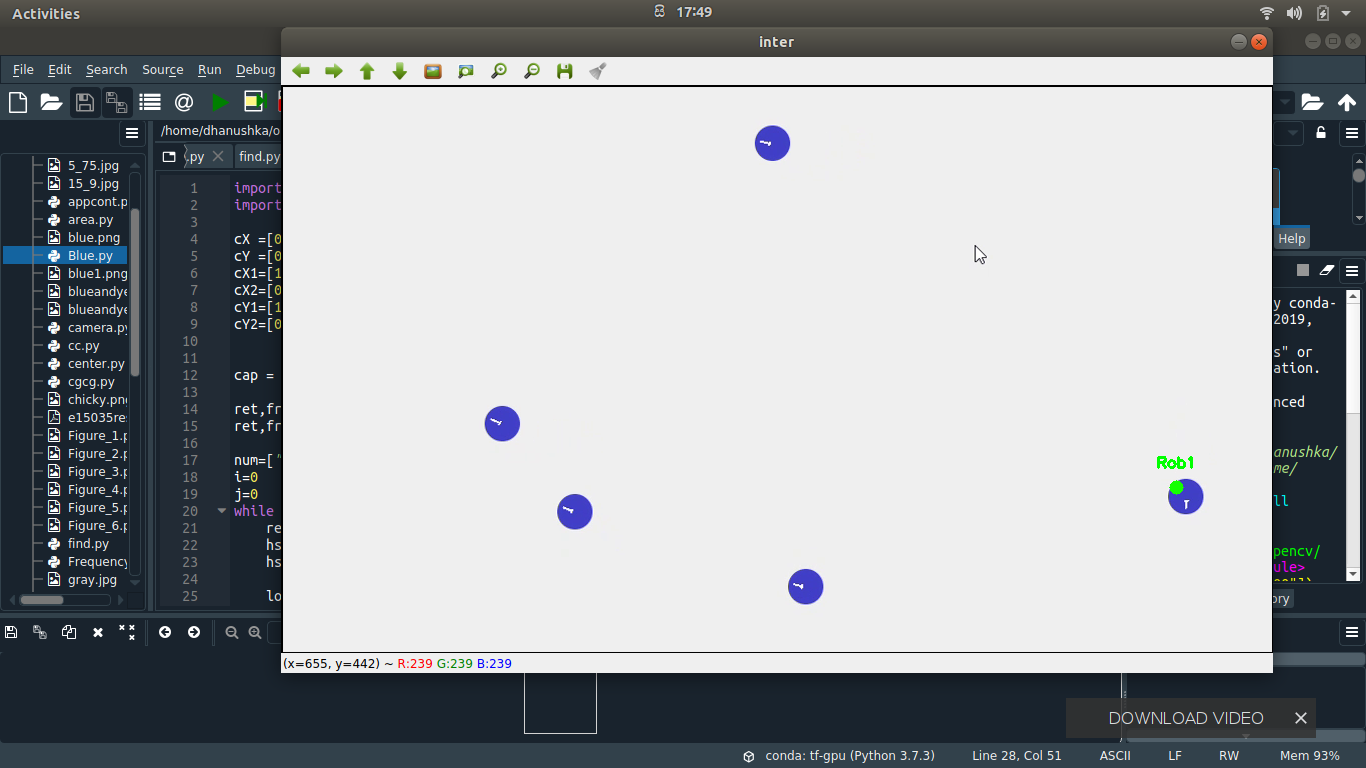 Activities
17:49
inter
File Edit Search Source Run Debug
/home/dhanushka/o
.py
find.py
5_75.jpg
15_9.jpg
appcont.p
area.py
blue.png
Blue.py
blue1.png
blueandye
blueandye
camera.py
cc.py
center.py
cgcg.py
chicky.png
e15035re
Figure_1.p
Figure_2.p
Figure_3.p
Figure_4.p
Figure_5.p
Figure_6.p
find.py
Frequency
gray.jpg
1 import
2 import
3
4 cX =[0
5 cY =[0
6 cX1=[1
7 cX2=[0
8 cY1=[1
9 cY2=[0
10
11
12 cap =
13
14 ret,fr
15 ret,fr
16
17 num=["
18 i=0
19 j=0
20 while
21 re
22 hs
23 hs
24
25 lo
Rob1
(x=655, y=442) ~ R:239 G:239 B:239
Help
y conda-
2019,
s" or
ation.
nced
anushka/
me/
ll
pencv/
ule>
ory
DOWNLOAD VIDEO
conda: tf-gpu (Python 3.7.3) Line 28, Col 51 ASCII LF RW Mem 93%